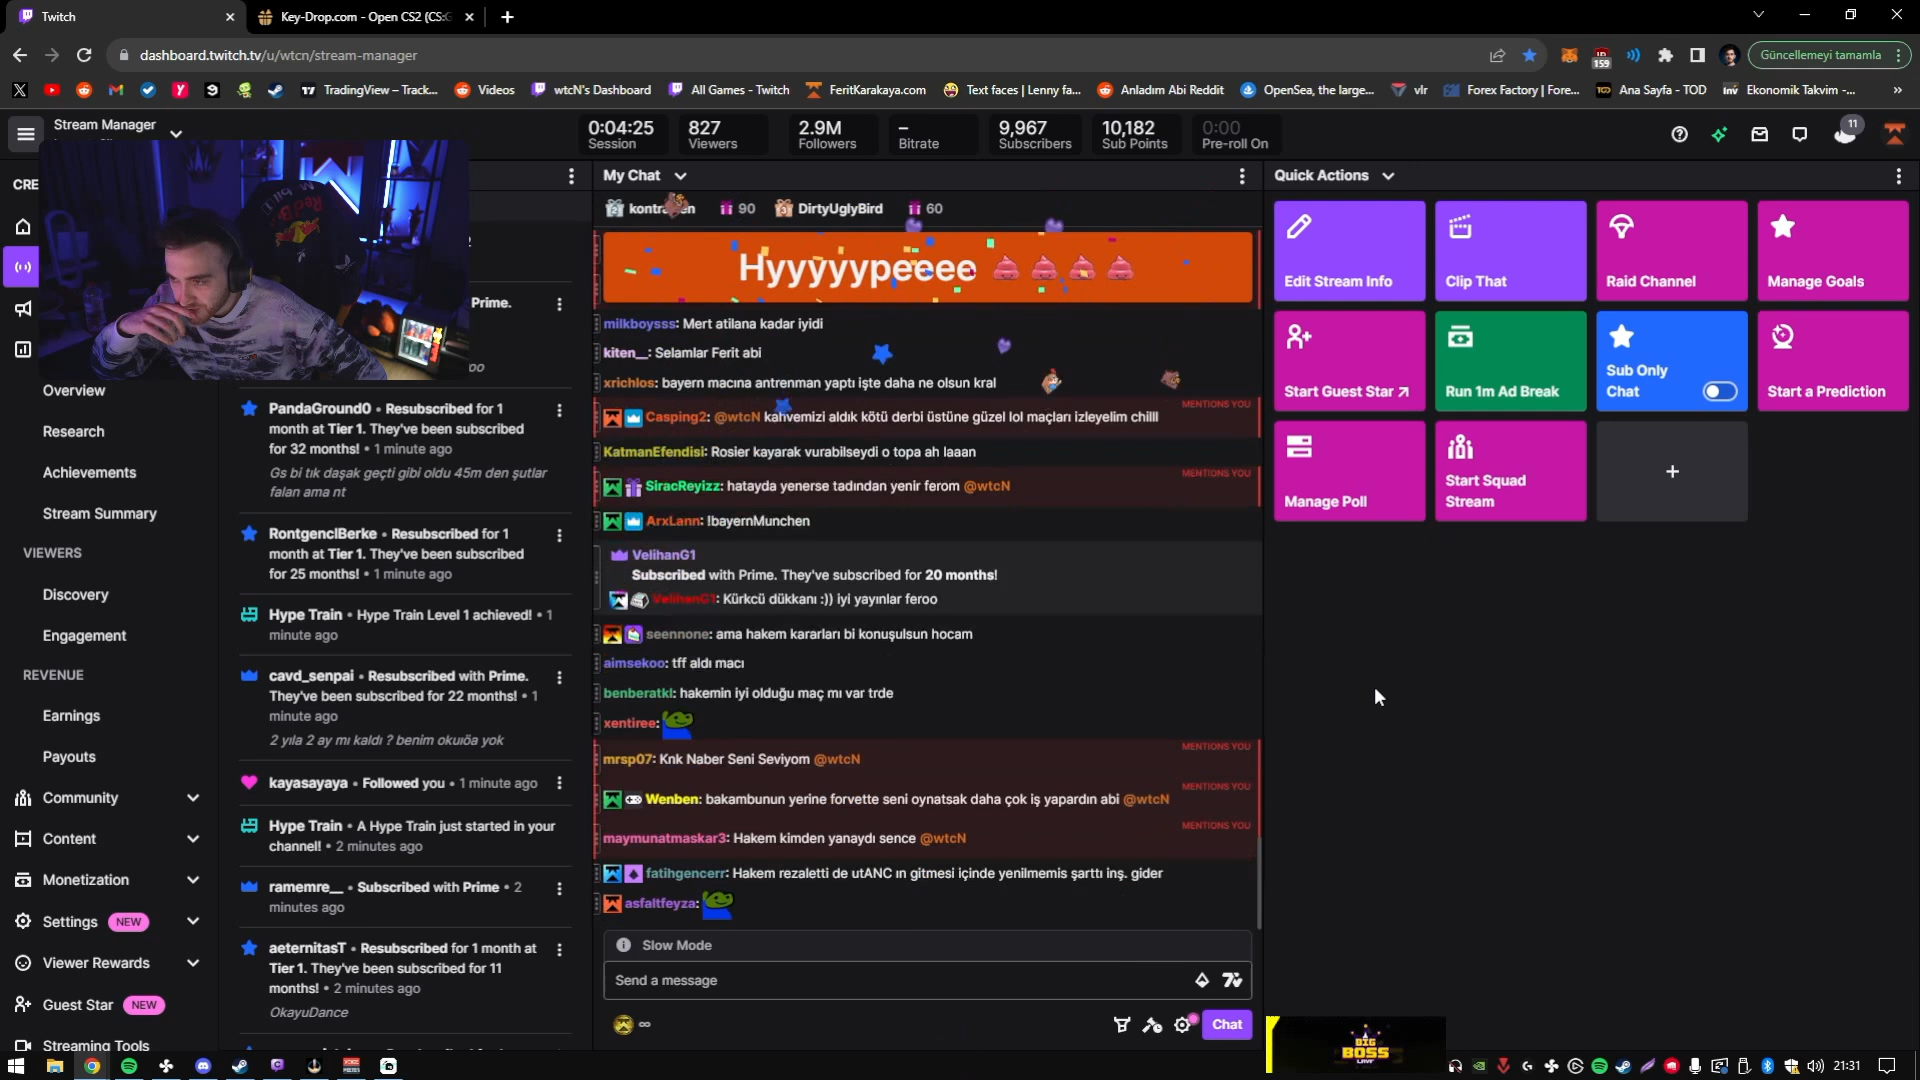 Twitch
Key-Drop.com - Open CS2 (CS:G
dashboard.twitch.tv/u/wtcn/stream-manager
159
Güncellemeyi tamamla
TradingView – Track...
Videos
wtcN's Dashboard
All Games - Twitch
FeritKarakaya.com
Text faces | Lenny fa...
Anladım Abi Reddit
OpenSea, the large...
vlr
Forex Factory | Fore...
Ana Sayfa - TOD
Ekonomik Takvim -...
Stream Manager
0:04:25
Session
827
Viewers
2.9M
Followers
–
Bitrate
9,967
Subscribers
10,182
Sub Points
0:00
Pre-roll On
11
CRE
Overview
Research
Achievements
Stream Summary
VIEWERS
Discovery
Engagement
REVENUE
Earnings
Payouts
Community
Content
Monetization
Settings NEW
Viewer Rewards
Guest Star NEW
Streaming Tools
Prime.
PandaGround0 • Resubscribed for 1
month at Tier 1. They've been subscribed
for 32 months! • 1 minute ago
Gs bi tık daşak geçti gibi oldu 45m den şutlar
falan ama nt
RontgenclBerke • Resubscribed for 1
month at Tier 1. They've been subscribed
for 25 months! • 1 minute ago
Hype Train • Hype Train Level 1 achieved! • 1
minute ago
cavd_senpai • Resubscribed with Prime.
They've been subscribed for 22 months! • 1
minute ago
2 yıla 2 ay mı kaldı ? benim okuıöa yok
kayasayaya • Followed you • 1 minute ago
Hype Train • A Hype Train just started in your
channel! • 2 minutes ago
ramemre__ • Subscribed with Prime • 2
minutes ago
aeternitasT • Resubscribed for 1 month at
Tier 1. They've been subscribed for 11
months! • 2 minutes ago
OkayuDance
My Chat
90
DirtyUglyBird
60
Hyyyyypeeee
milkboysss: Mert atilana kadar iyidi
kiten__: Selamlar Ferit abi
xrichlos: bayern macına antrenman yaptı işte daha ne olsun kral
MENTIONS YOU
Casping2: @wtcN kahvemizi aldık kötü derbi üstüne güzel lol maçları izleyelim chilll
KatmanEfendisi: Rosier kayarak vurabilseydi o topa ah laaan
MENTIONS YOU
SiracReyizz: hatayda yenerse tadından yenir ferom @wtcN
ArxLann: !bayernMunchen
VelihanG1
Subscribed with Prime. They've subscribed for 20 months!
VelihanG1: Kürkcü dükkanı :)) iyi yayınlar feroo
seennone: ama hakem kararları bi konuşulsun hocam
aimsekoo: tff aldı macı
benberatkl: hakemin iyi olduğu maç mı var trde
xentiree:
MENTIONS YOU
mrsp07: Knk Naber Seni Seviyom @wtcN
MENTIONS YOU
Wenben: bakambunun yerine forvette seni oynatsak daha çok iş yapardın abi @wtcN
MENTIONS YOU
maymunatmaskar3: Hakem kimden yanaydı sence @wtcN
fatihgencerr: Hakem rezaletti de utANC ın gitmesi içinde yenilmemis şarttı inş. gider
asfaltfeyza:
Slow Mode
Send a message
∞
Chat
Quick Actions
Edit Stream Info
Clip That
Raid Channel
Manage Goals
Start Guest Star
Run 1m Ad Break
Sub Only
Chat
Start a Prediction
Manage Poll
Start Squad
Stream
BIG
BOSS
21:31